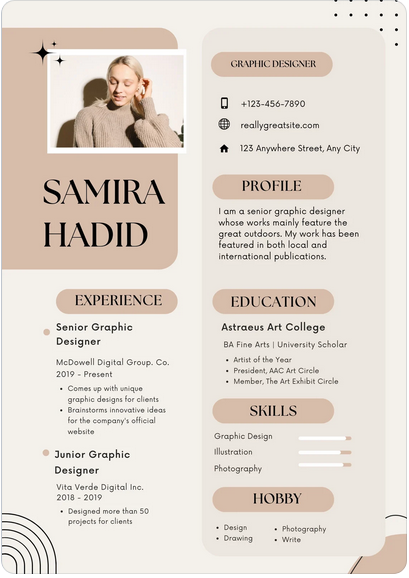 SAMIRA
HADID
EXPERIENCE
Senior Graphic
Designer
McDowell Digital Group. Co.
2019 - Present
Comes up with unique
graphic designs for clients
Brainstorms innovative ideas
for the company's official
website
Junior Graphic
Designer
Vita Verde Digital Inc.
2018 - 2019
Designed more than 50
projects for clients
GRAPHIC DESIGNER
+123-456-7890
reallygreatsite.com
123 Anywhere Street, Any City
PROFILE
I am a senior graphic designer
whose works mainly feature the
great outdoors. My work has been
featured in both local and
international publications.
EDUCATION
Astraeus Art College
BA Fine Arts | University Scholar
Artist of the Year
President, AAC Art Circle
Member, The Art Exhibit Circle
SKILLS
Graphic Design
Illustration
Photography
HOBBY
Design
Drawing
Photography
Write